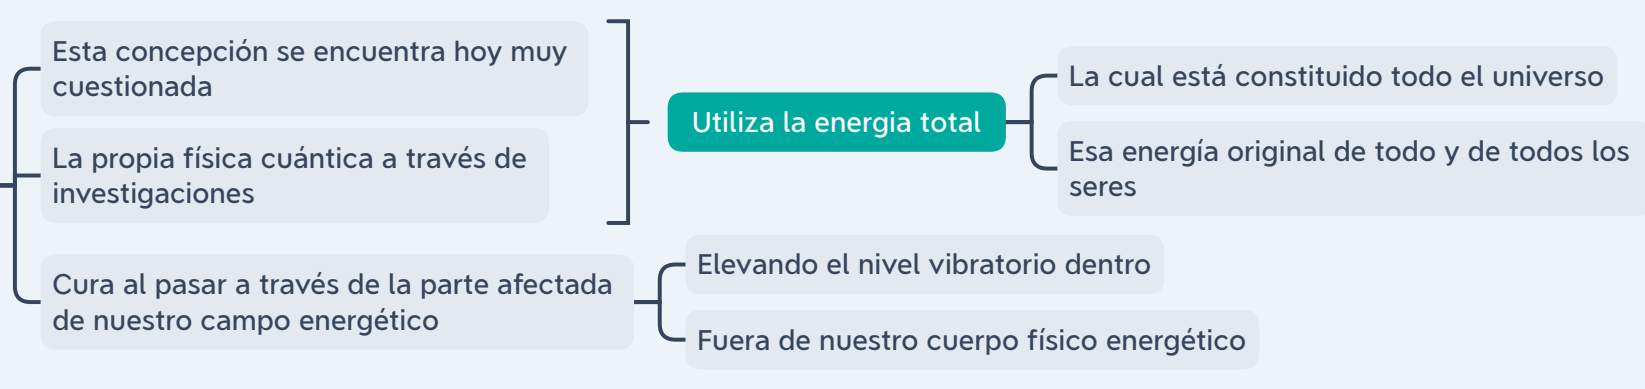 Esta concepción se encuentra hoy muy
cuestionada
La propia física cuántica a través de
investigaciones
Utiliza la energia total
La cual está constituido todo el universo
Esa energía original de todo y de todos los
seres
Cura al pasar a través de la parte afectada
de nuestro campo energético
Elevando el nivel vibratorio dentro
Fuera de nuestro cuerpo físico energético